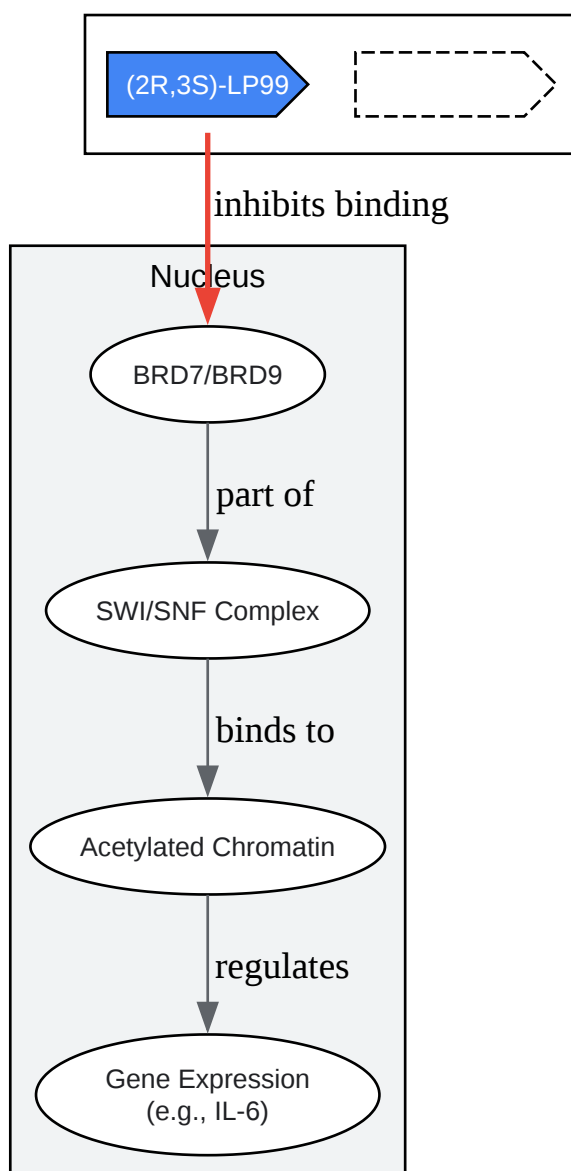 (2R,3S)-LP99
inhibits binding
Nucleus
BRD7/BRD9
part of
SWI/SNF Complex
binds to
Acetylated Chromatin
regulates
Gene Expression
(e.g., IL-6)